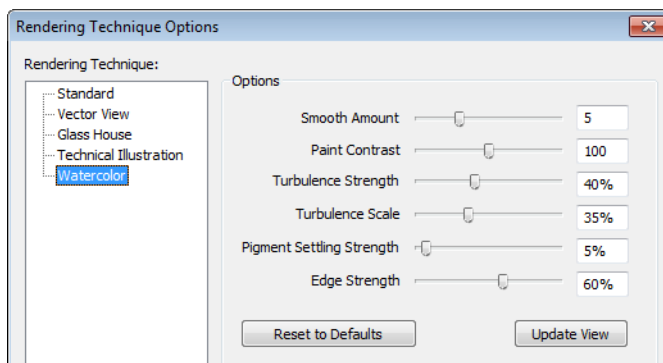 Rendering Technique Options
Rendering Technique:
Standard
Vector View
Glass House
Technical Illustration
Watercolor
Options
Smooth Amount 5
Paint Contrast 100
Turbulence Strength 40%
Turbulence Scale 35%
Pigment Settling Strength 5%
Edge Strength 60%
Reset to Defaults Update View